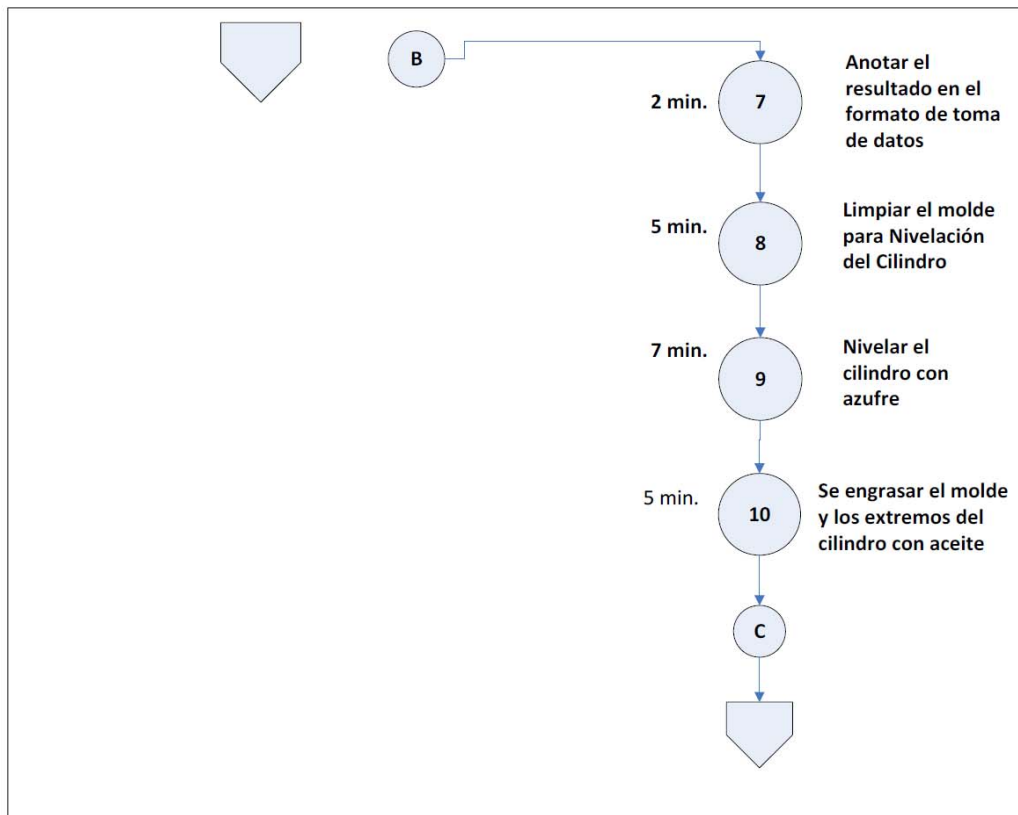 B
2 min.
7
Anotar el
resultado en el
formato de toma
de datos
5 min.
8
Limpiar el molde
para Nivelación
del Cilindro
7 min.
9
Nivelar el
cilindro con
azufre
5 min.
10
Se engrasar el molde
y los extremos del
cilindro con aceite
C